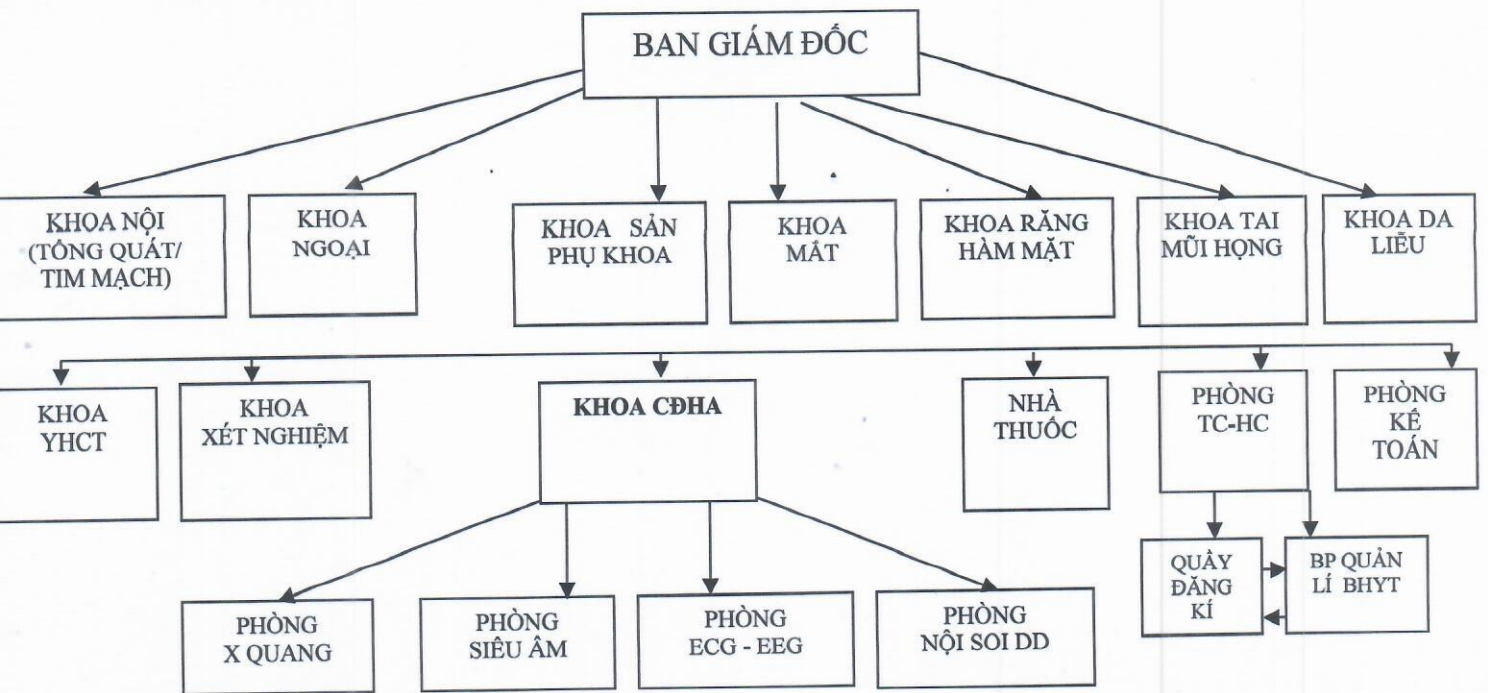 BAN GIÁM ĐỐC
KHOA NỘI
(TỔNG QUÁT/
TIM MẠCH)
KHOA
NGOẠI
KHOA SẢN
PHỤ KHOA
KHOA
MẮT
KHOA RĂNG
HÀM MẶT
KHOA TAI
MŨI HỌNG
KHOA DA
LIỄU
KHOA
YHCT
KHOA
XÉT NGHIỆM
KHOA CĐHA
NHÀ
THUỐC
PHÒNG
TC-HC
PHÒNG
KẾ
TOÁN
PHÒNG
X QUANG
PHÒNG
SIÊU ÂM
PHÒNG
ECG - EEG
PHÒNG
NỘI SOI DD
QUẦY
ĐĂNG
KÍ
BP QUẢN
LÍ BHYT